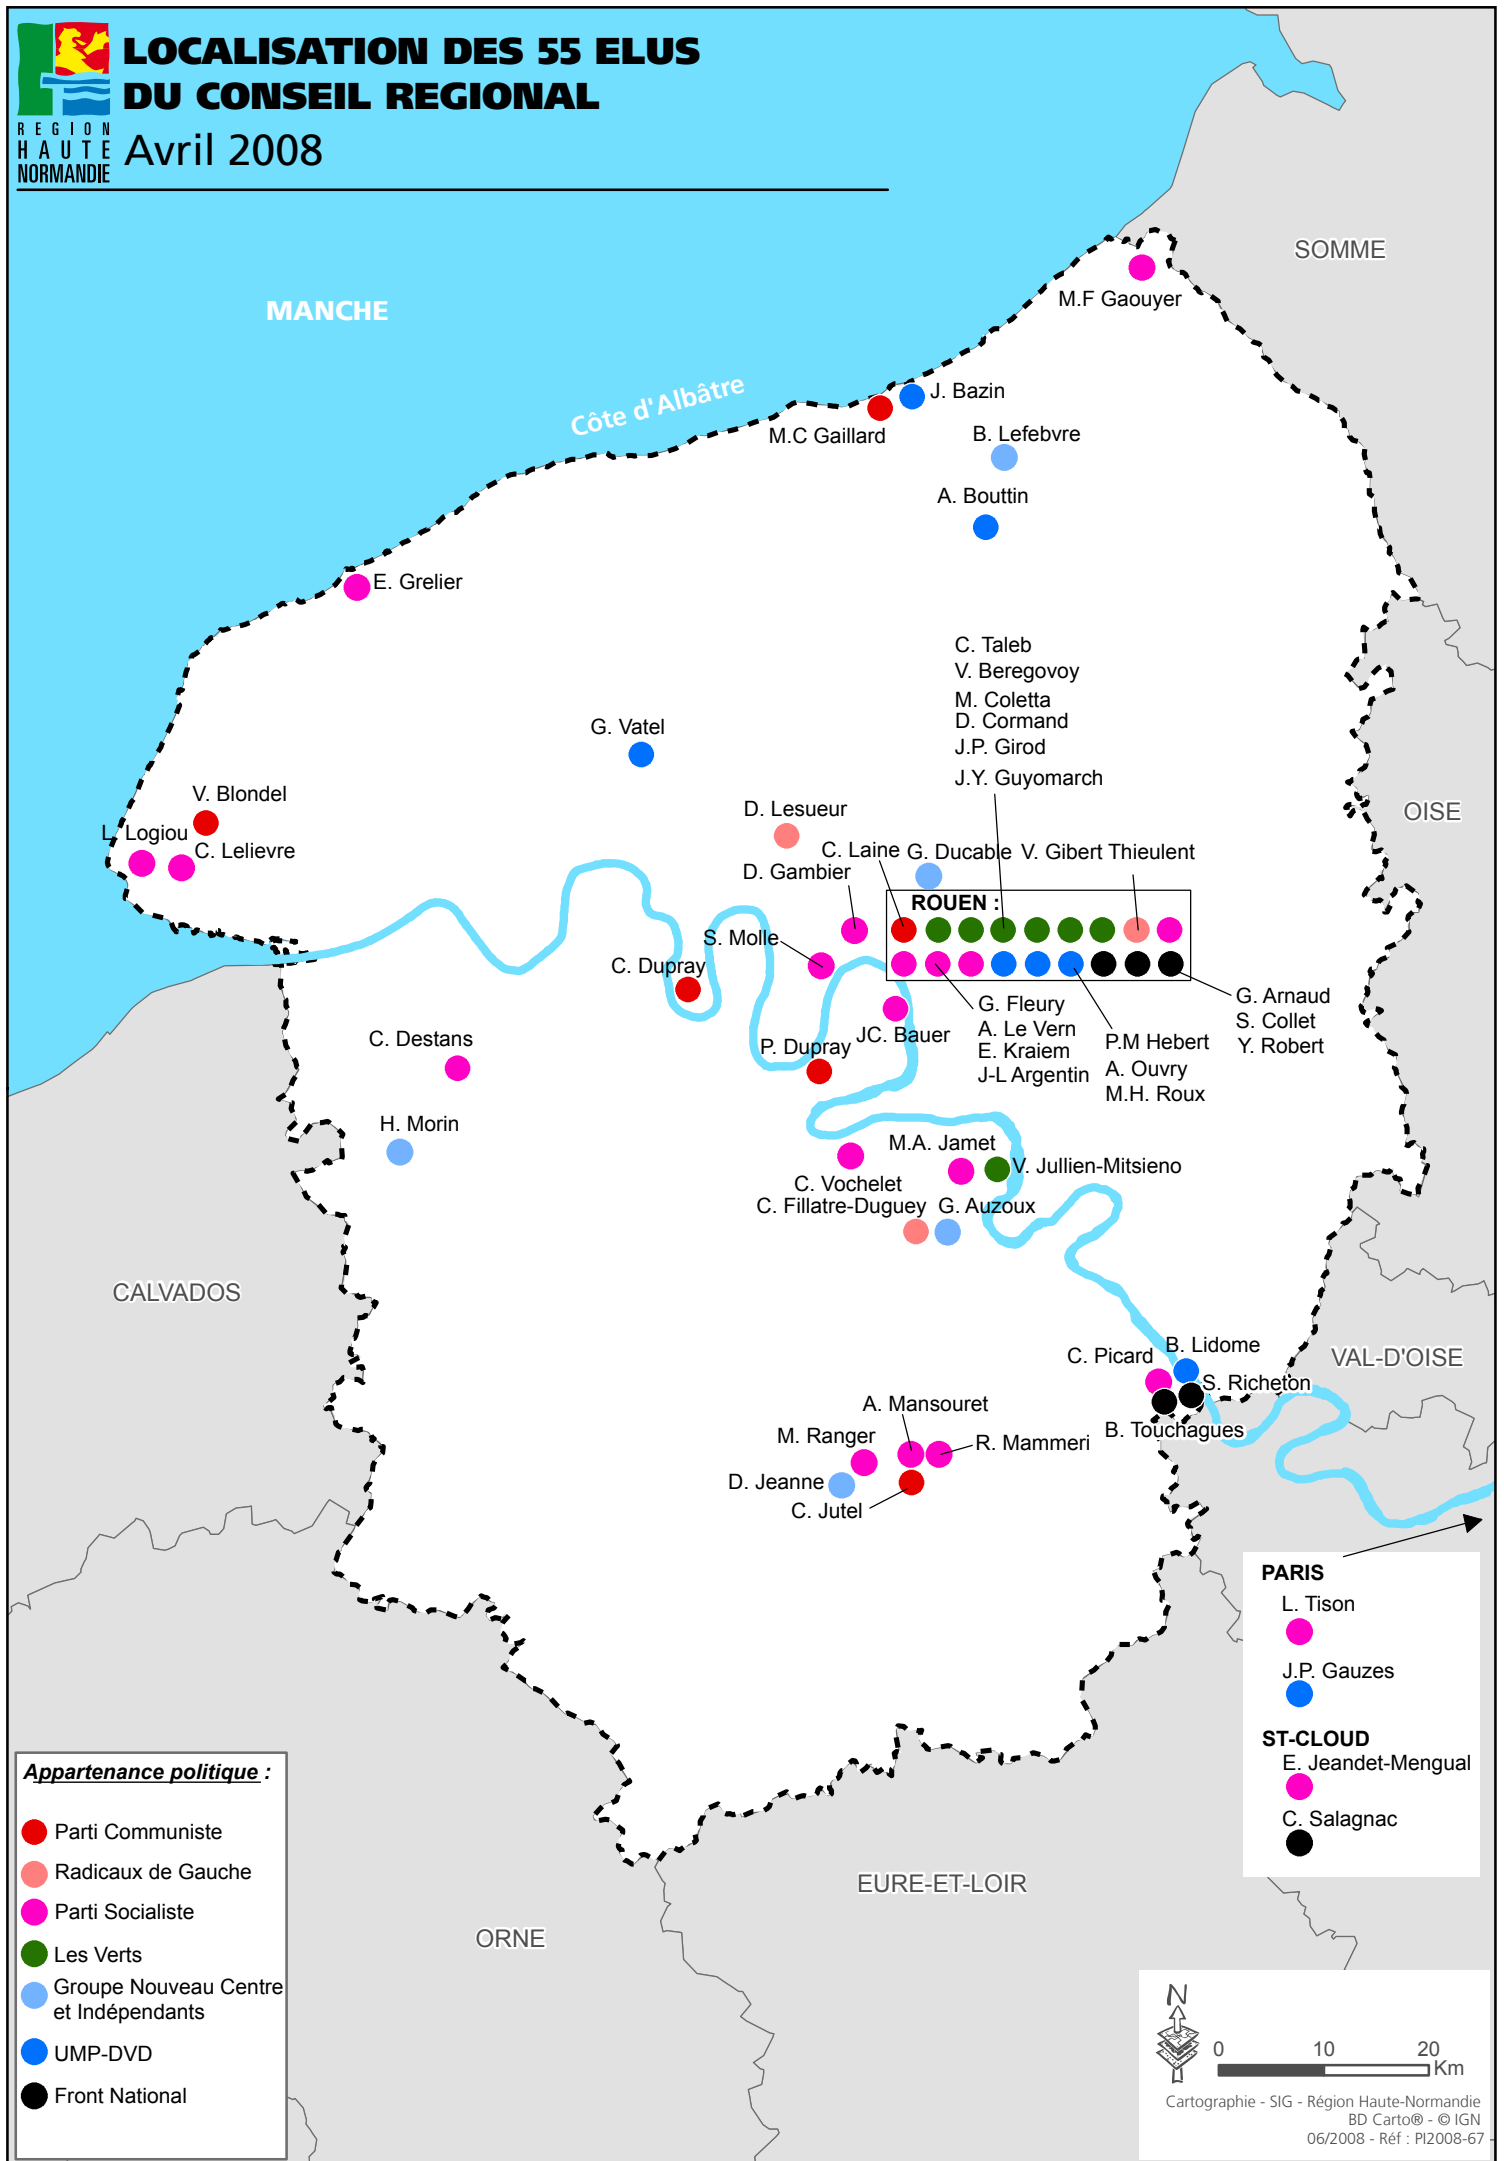 LOCALISATION DES 55 ELUS
DU CONSEIL REGIONAL
Avril 2008
REGION
HAUTE
NORMANDIE
SOMME
M.F Gaouyer
MANCHE
Côte d'Albâtre
J. Bazin
M.C Gaillard
B. Lefebvre
A. Bouttin
E. Grelier
C. Taleb
V. Beregovoy
M. Coletta
D. Cormand
J.P. Girod
J.Y. Guyomarch
G. Vatel
V. Blondel
L. Logiou
C. Lelievre
D. Lesueur
OISE
C. Laine
G. Ducable
V. Gibert Thieulent
D. Gambier
ROUEN :
S. Molle
C. Dupray
G. Arnaud
S. Collet
Y. Robert
G. Fleury
A. Le Vern
E. Kraiem
J-L Argentin
P.M Hebert
A. Ouvry
M.H. Roux
JC. Bauer
P. Dupray
C. Destans
H. Morin
M.A. Jamet
V. Jullien-Mitsieno
C. Vochelet
C. Fillatre-Duguey
G. Auzoux
CALVADOS
VAL-D'OISE
C. Picard
B. Lidome
S. Richeton
B. Touchagues
A. Mansouret
M. Ranger
R. Mammeri
D. Jeanne
C. Jutel
PARIS
L. Tison
J.P. Gauzes
ST-CLOUD
E. Jeandet-Mengual
C. Salagnac
Appartenance politique :
Parti Communiste
Radicaux de Gauche
Parti Socialiste
Les Verts
Groupe Nouveau Centre
et Indépendants
UMP-DVD
Front National
EURE-ET-LOIR
ORNE
N
0 10 20
Km
Cartographie - SIG - Région Haute-Normandie
BD Carto® - © IGN
06/2008 - Réf : PI2008-67